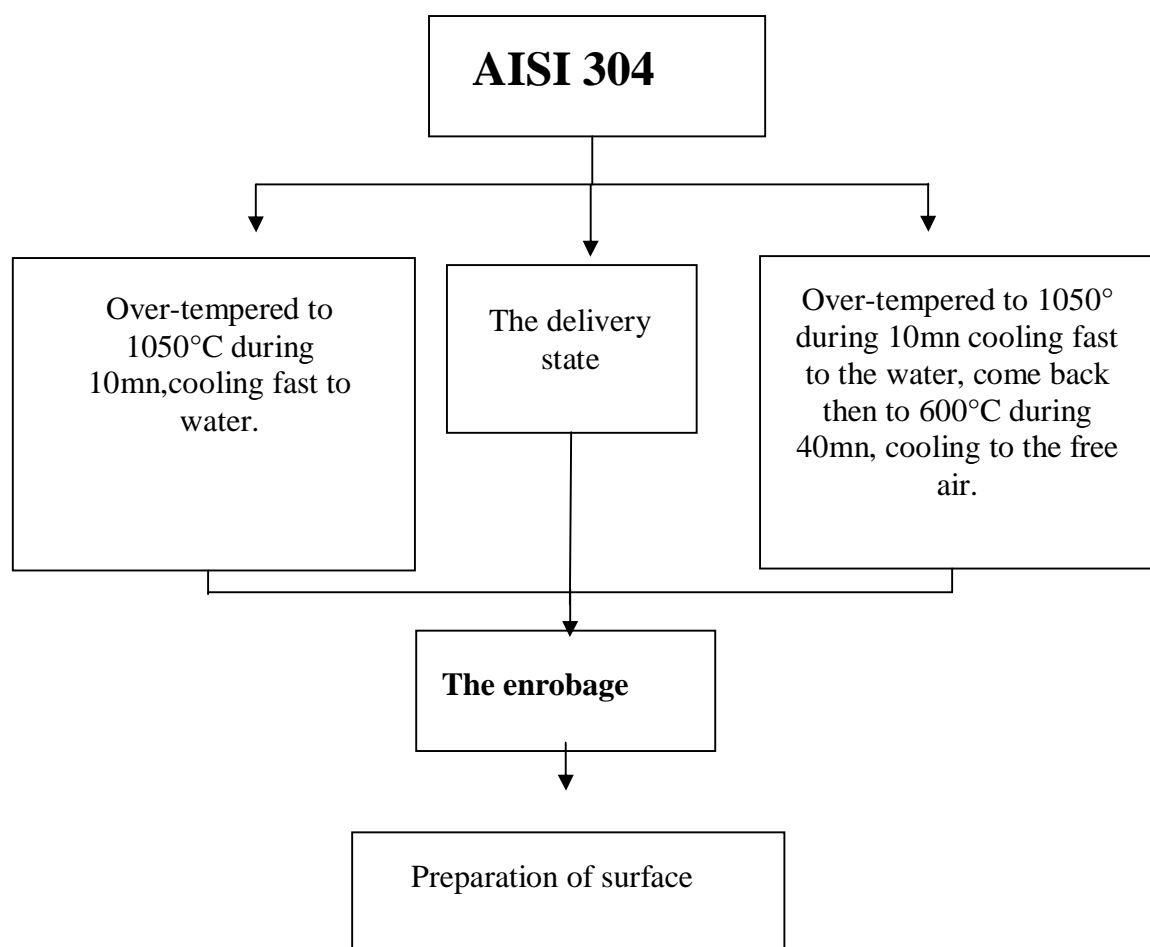 AISI 304
Over-tempered to
1050°C during
10mn,cooling fast to
water.
The delivery
state
Over-tempered to 1050°
during 10mn cooling fast
to the water, come back
then to 600°C during
40mn, cooling to the free
air.
The enrobage
Preparation of surface